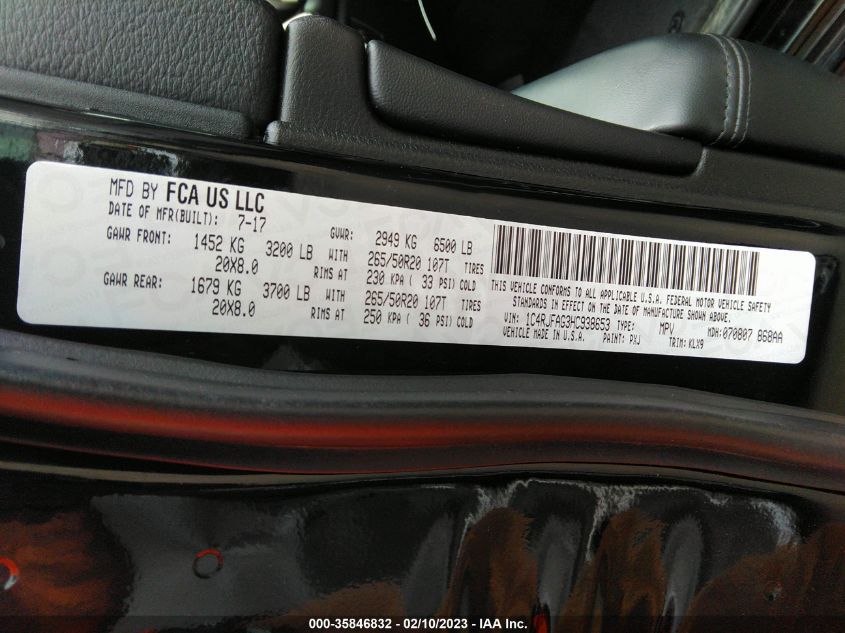 MFD BY FCA US LLC
DATE OF MFR(BUILT): 7-17
GVWR: 2949 KG 6500 LB
GAWR FRONT: 1452 KG 3200 LB WITH 265/50R20 107T TIRES
20X8.0 RIMS AT 230 KPA ( 33 PSI) COLD
GAWR REAR: 1679 KG 3700 LB WITH 265/50R20 107T TIRES
20X8.0 RIMS AT 250 KPA ( 36 PSI) COLD
THIS VEHICLE CONFORMS TO ALL APPLICABLE U.S.A. FEDERAL MOTOR VEHICLE SAFETY
STANDARDS IN EFFECT ON THE DATE OF MANUFACTURE SHOWN ABOVE.
VIN: 1C4RJFAG3HC938653 TYPE: MPV MDH: 070807 868AA
VEHICLE MADE IN U.S.A. PAINT: PXJ TRIM: KLX9
000-35846832 - 02/10/2023 - IAA Inc.